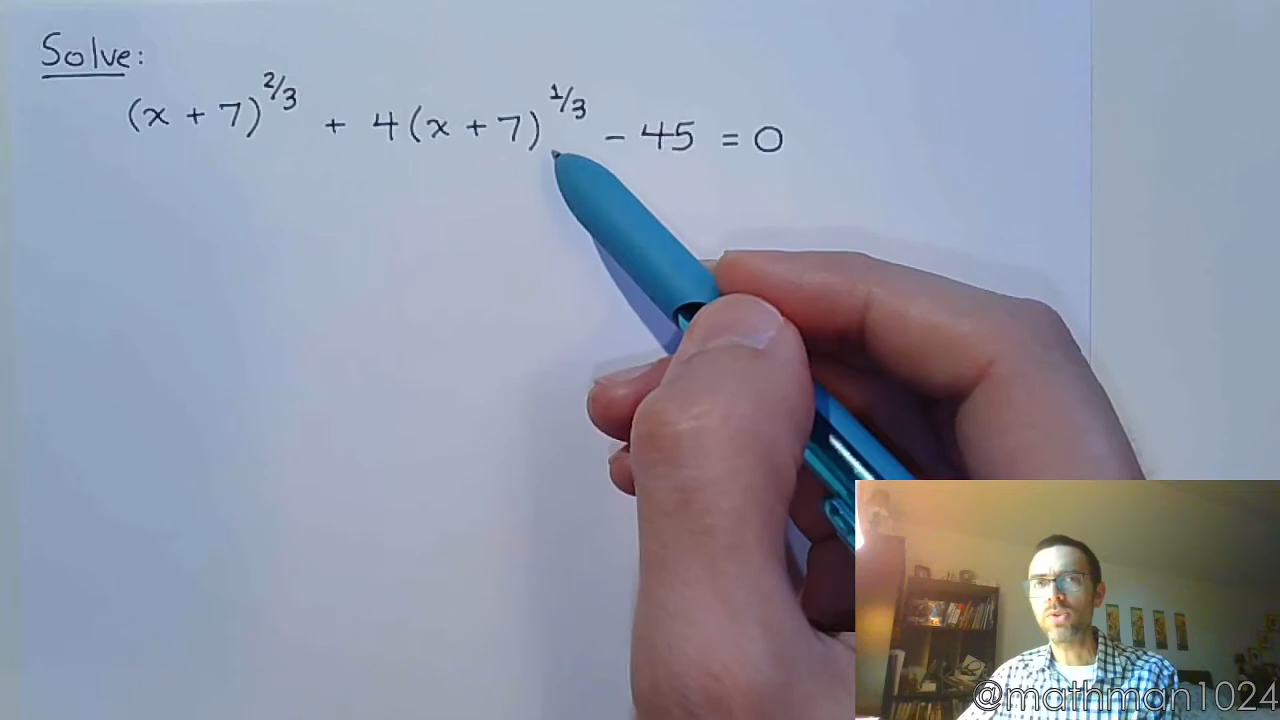 Solve:
(x + 7)^{2/3} + 4(x + 7)^{1/3} - 45 = 0
@mathman1024